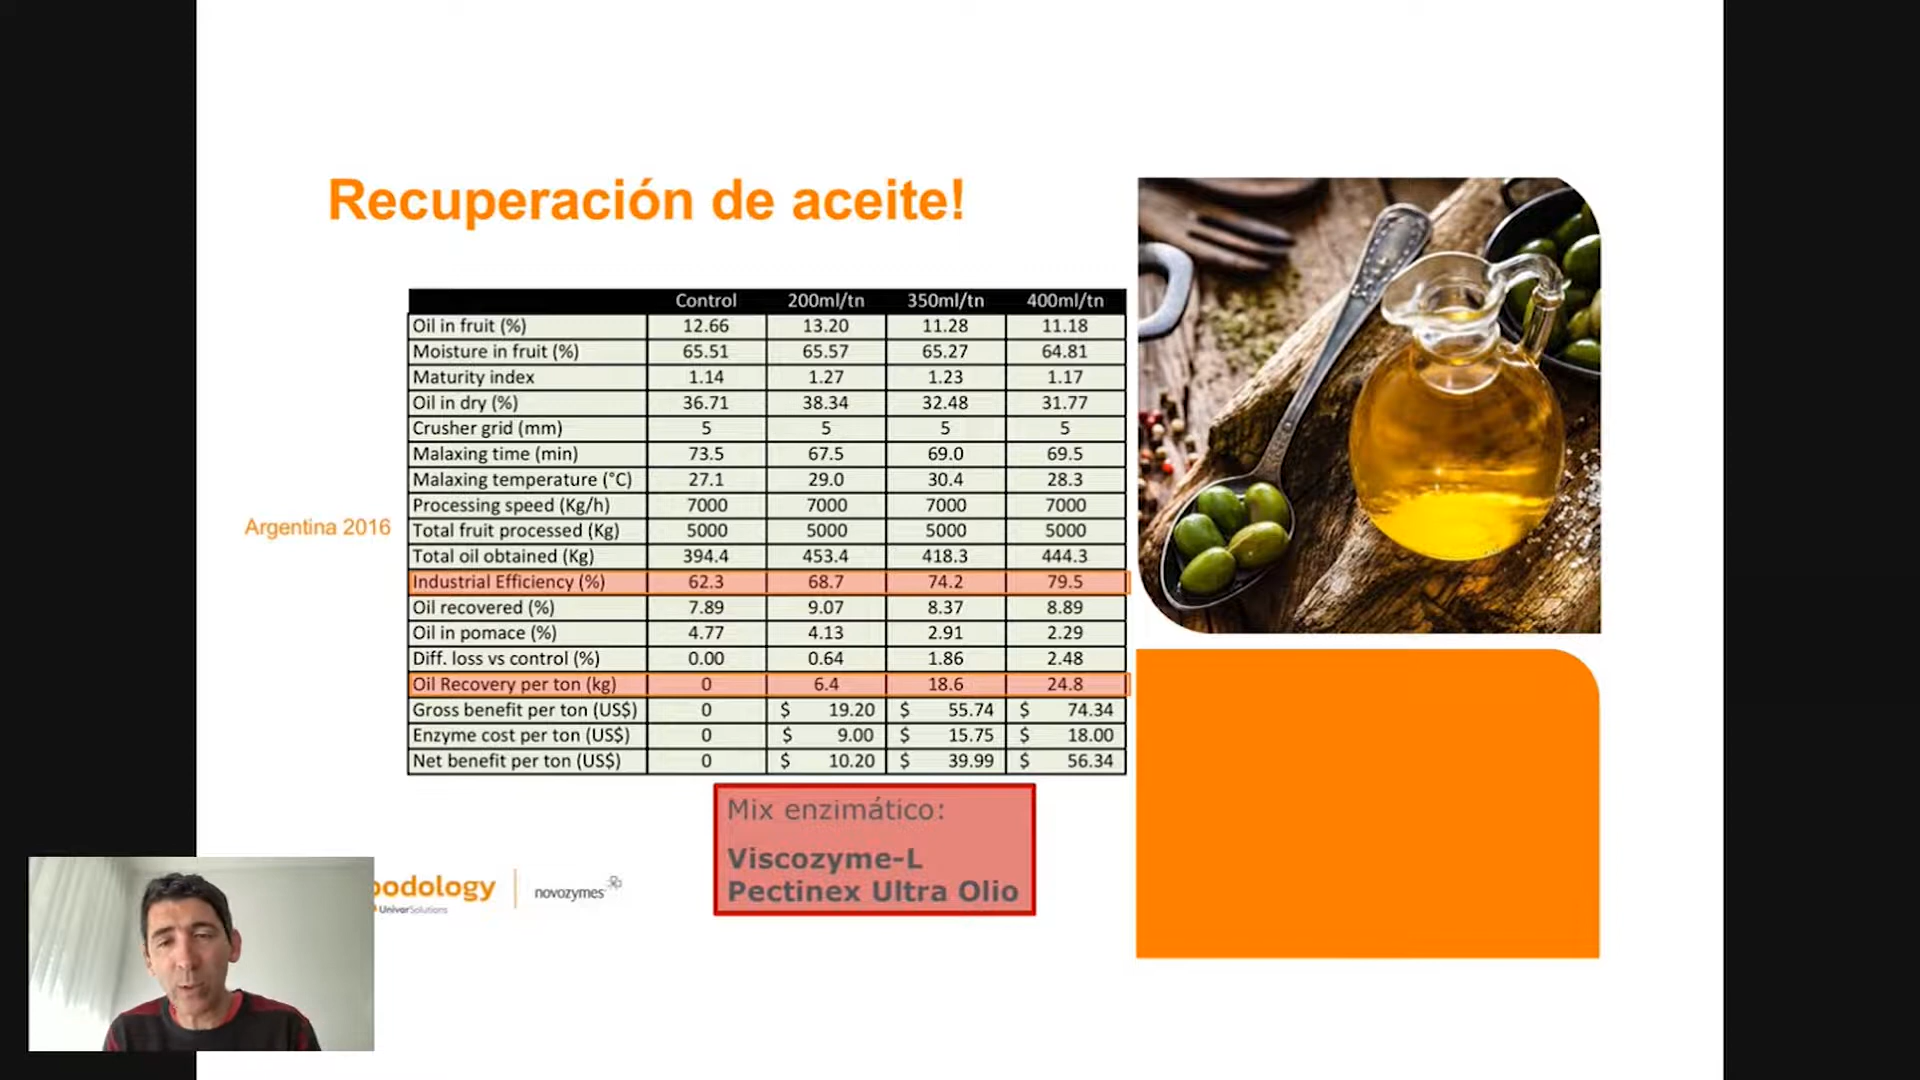 Recuperación de aceite!
Control 200ml/tn 350ml/tn 400ml/tn
Oil in fruit (%) 12.66 13.20 11.28 11.18
Moisture in fruit (%) 65.51 65.57 65.27 64.81
Maturity index 1.14 1.27 1.23 1.17
Oil in dry (%) 36.71 38.34 32.48 31.77
Crusher grid (mm) 5 5 5 5
Malaxing time (min) 73.5 67.5 69.0 69.5
Malaxing temperature (°C) 27.1 29.0 30.4 28.3
Processing speed (Kg/h) 7000 7000 7000 7000
Argentina 2016
Total fruit processed (Kg) 5000 5000 5000 5000
Total oil obtained (Kg) 394.4 453.4 418.3 444.3
Industrial Efficiency (%) 62.3 68.7 74.2 79.5
Oil recovered (%) 7.89 9.07 8.37 8.89
Oil in pomace (%) 4.77 4.13 2.91 2.29
Diff. loss vs control (%) 0.00 0.64 1.86 2.48
Oil Recovery per ton (kg) 0 6.4 18.6 24.8
Gross benefit per ton (US$) 0 $ 19.20 $ 55.74 $ 74.34
Enzyme cost per ton (US$) 0 $ 9.00 $ 15.75 $ 18.00
Net benefit per ton (US$) 0 $ 10.20 $ 39.99 $ 56.34
Mix enzimático:
Viscozyme-L
Pectinex Ultra Olio
oodology
UnivarSolutions
novozymes